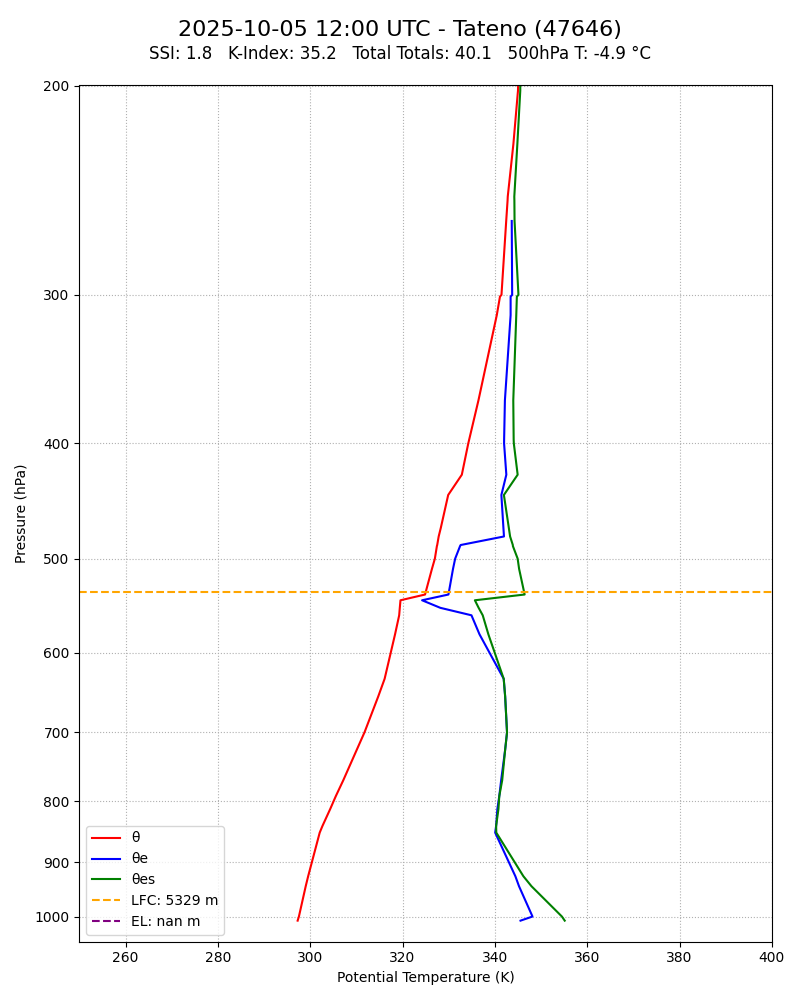 2025-10-05 12:00 UTC - Tateno (47646)
SSI: 1.8 K-Index: 35.2 Total Totals: 40.1 500hPa T: -4.9 °C
200
300
400
500
600
700
800
900
1000
Pressure (hPa)
θ
θe
θes
LFC: 5329 m
EL: nan m
260 280 300 320 340 360 380 400
Potential Temperature (K)